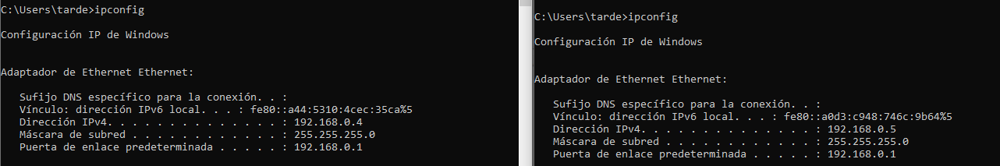 C:\Users\tarde>ipconfig
Configuración IP de Windows
Adaptador de Ethernet Ethernet:
Sufijo DNS específico para la conexión. . :
Vínculo: dirección IPv6 local. . . : fe80::a44:5310:4cec:35ca%5
Dirección IPv4. . . . . . . . . . . . . . : 192.168.0.4
Máscara de subred . . . . . . . . . . . . : 255.255.255.0
Puerta de enlace predeterminada . . . . . : 192.168.0.1
C:\Users\tarde>ipconfig
Configuración IP de Windows
Adaptador de Ethernet Ethernet:
Sufijo DNS específico para la conexión. . :
Vínculo: dirección IPv6 local. . . : fe80::a0d3:c948:746c:9b64%5
Dirección IPv4. . . . . . . . . . . . . . : 192.168.0.5
Máscara de subred . . . . . . . . . . . . : 255.255.255.0
Puerta de enlace predeterminada . . . . . : 192.168.0.1